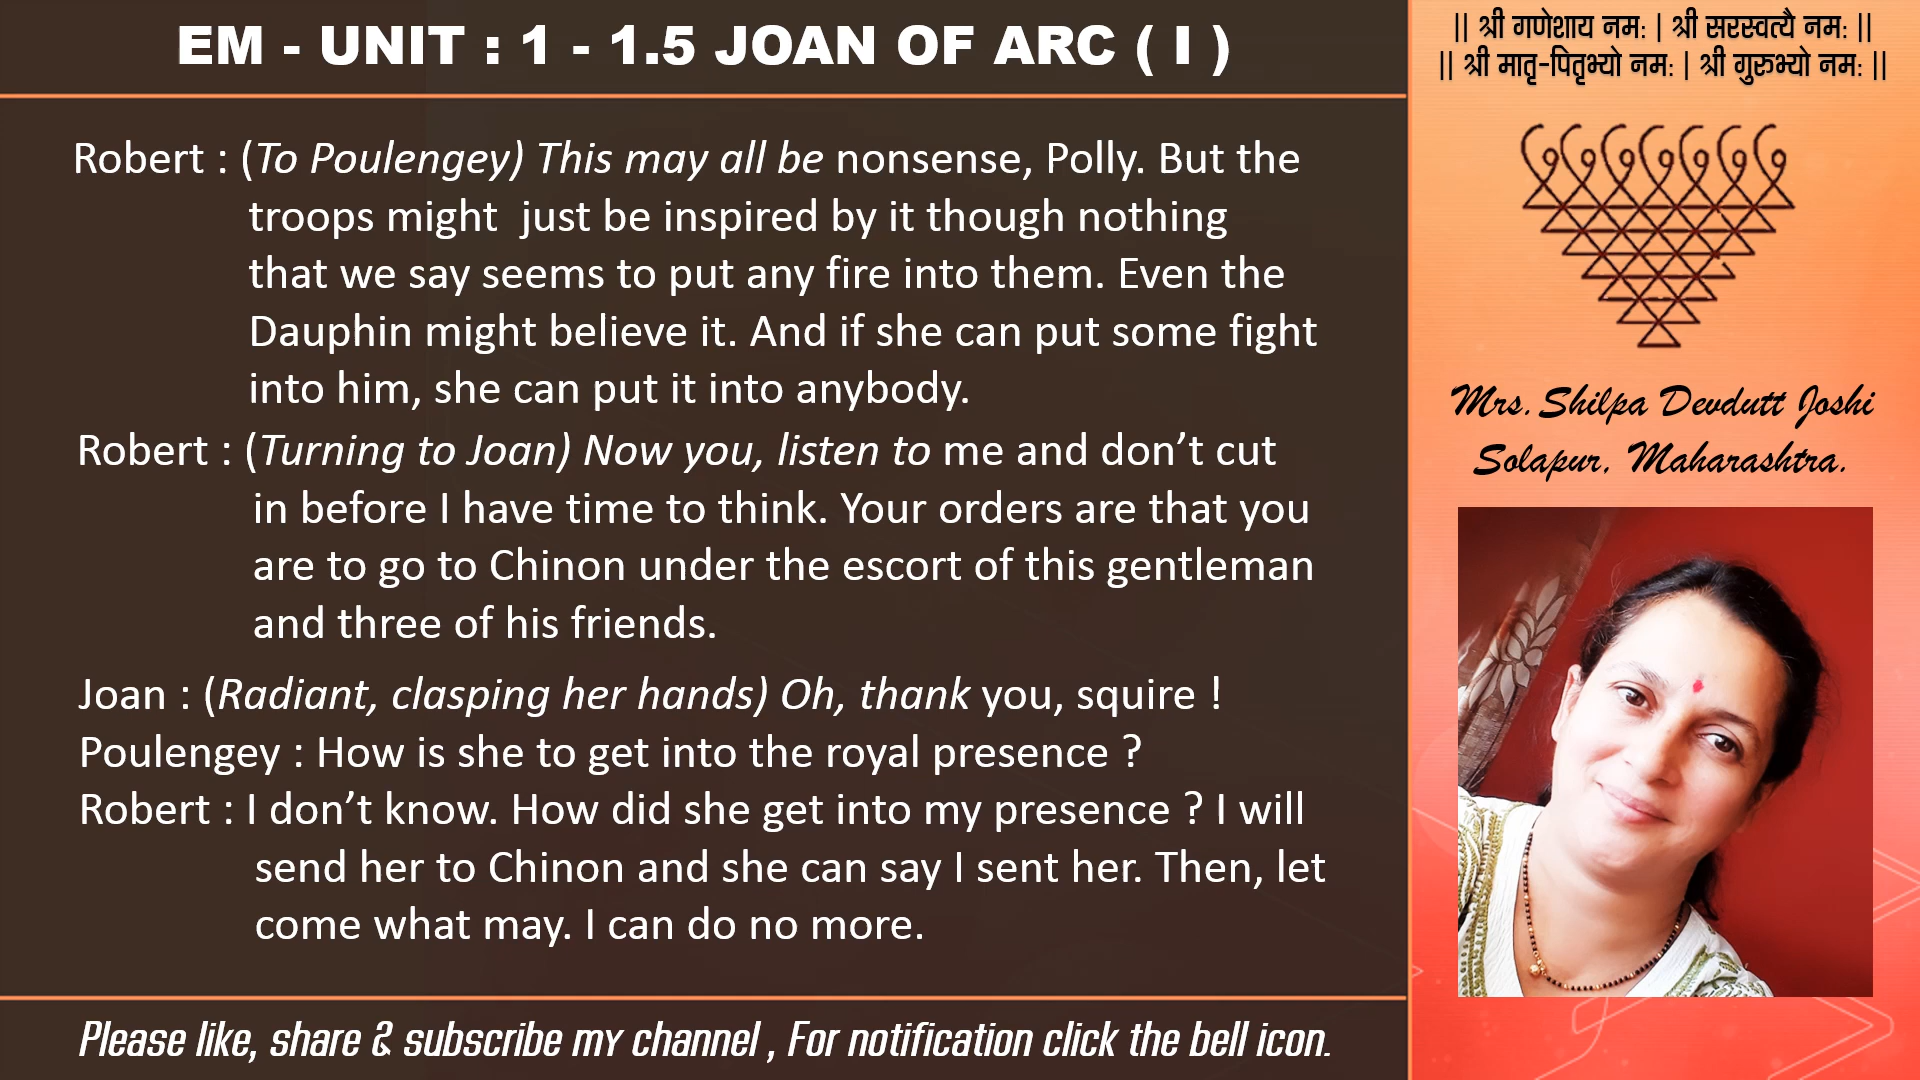 EM - UNIT : 1 - 1.5 JOAN OF ARC ( I )
Robert : (To Poulengey) This may all be nonsense, Polly. But the
troops might  just be inspired by it though nothing
that we say seems to put any fire into them. Even the
Dauphin might believe it. And if she can put some fight
into him, she can put it into anybody.
Robert : (Turning to Joan) Now you, listen to me and don’t cut
in before I have time to think. Your orders are that you
are to go to Chinon under the escort of this gentleman
and three of his friends.
Joan : (Radiant, clasping her hands) Oh, thank you, squire !
Poulengey : How is she to get into the royal presence ?
Robert : I don’t know. How did she get into my presence ? I will
send her to Chinon and she can say I sent her. Then, let
come what may. I can do no more.
Please like, share & subscribe my channel , For notification click the bell icon.
|| श्री गणेशाय नमः | श्री सरस्वत्यै नमः ||
|| श्री मातृ-पितृभ्यो नमः | श्री गुरुभ्यो नमः ||
Mrs. Shilpa Devdutt Joshi
Solapur, Maharashtra.